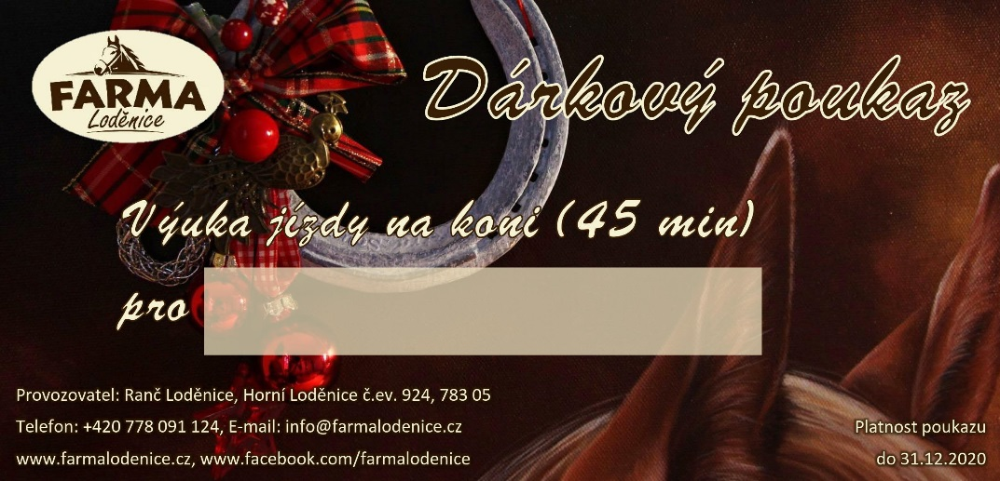 FARMA
Loděnice
Dárkový poukaz
Výuka jízdy na koni (45 min)
pro
Provozovatel: Ranč Loděnice, Horní Loděnice č.ev. 924, 783 05
Telefon: +420 778 091 124, E-mail: info@farmalodenice.cz
www.farmalodenice.cz, www.facebook.com/farmalodenice
Platnost poukazu
do 31.12.2020